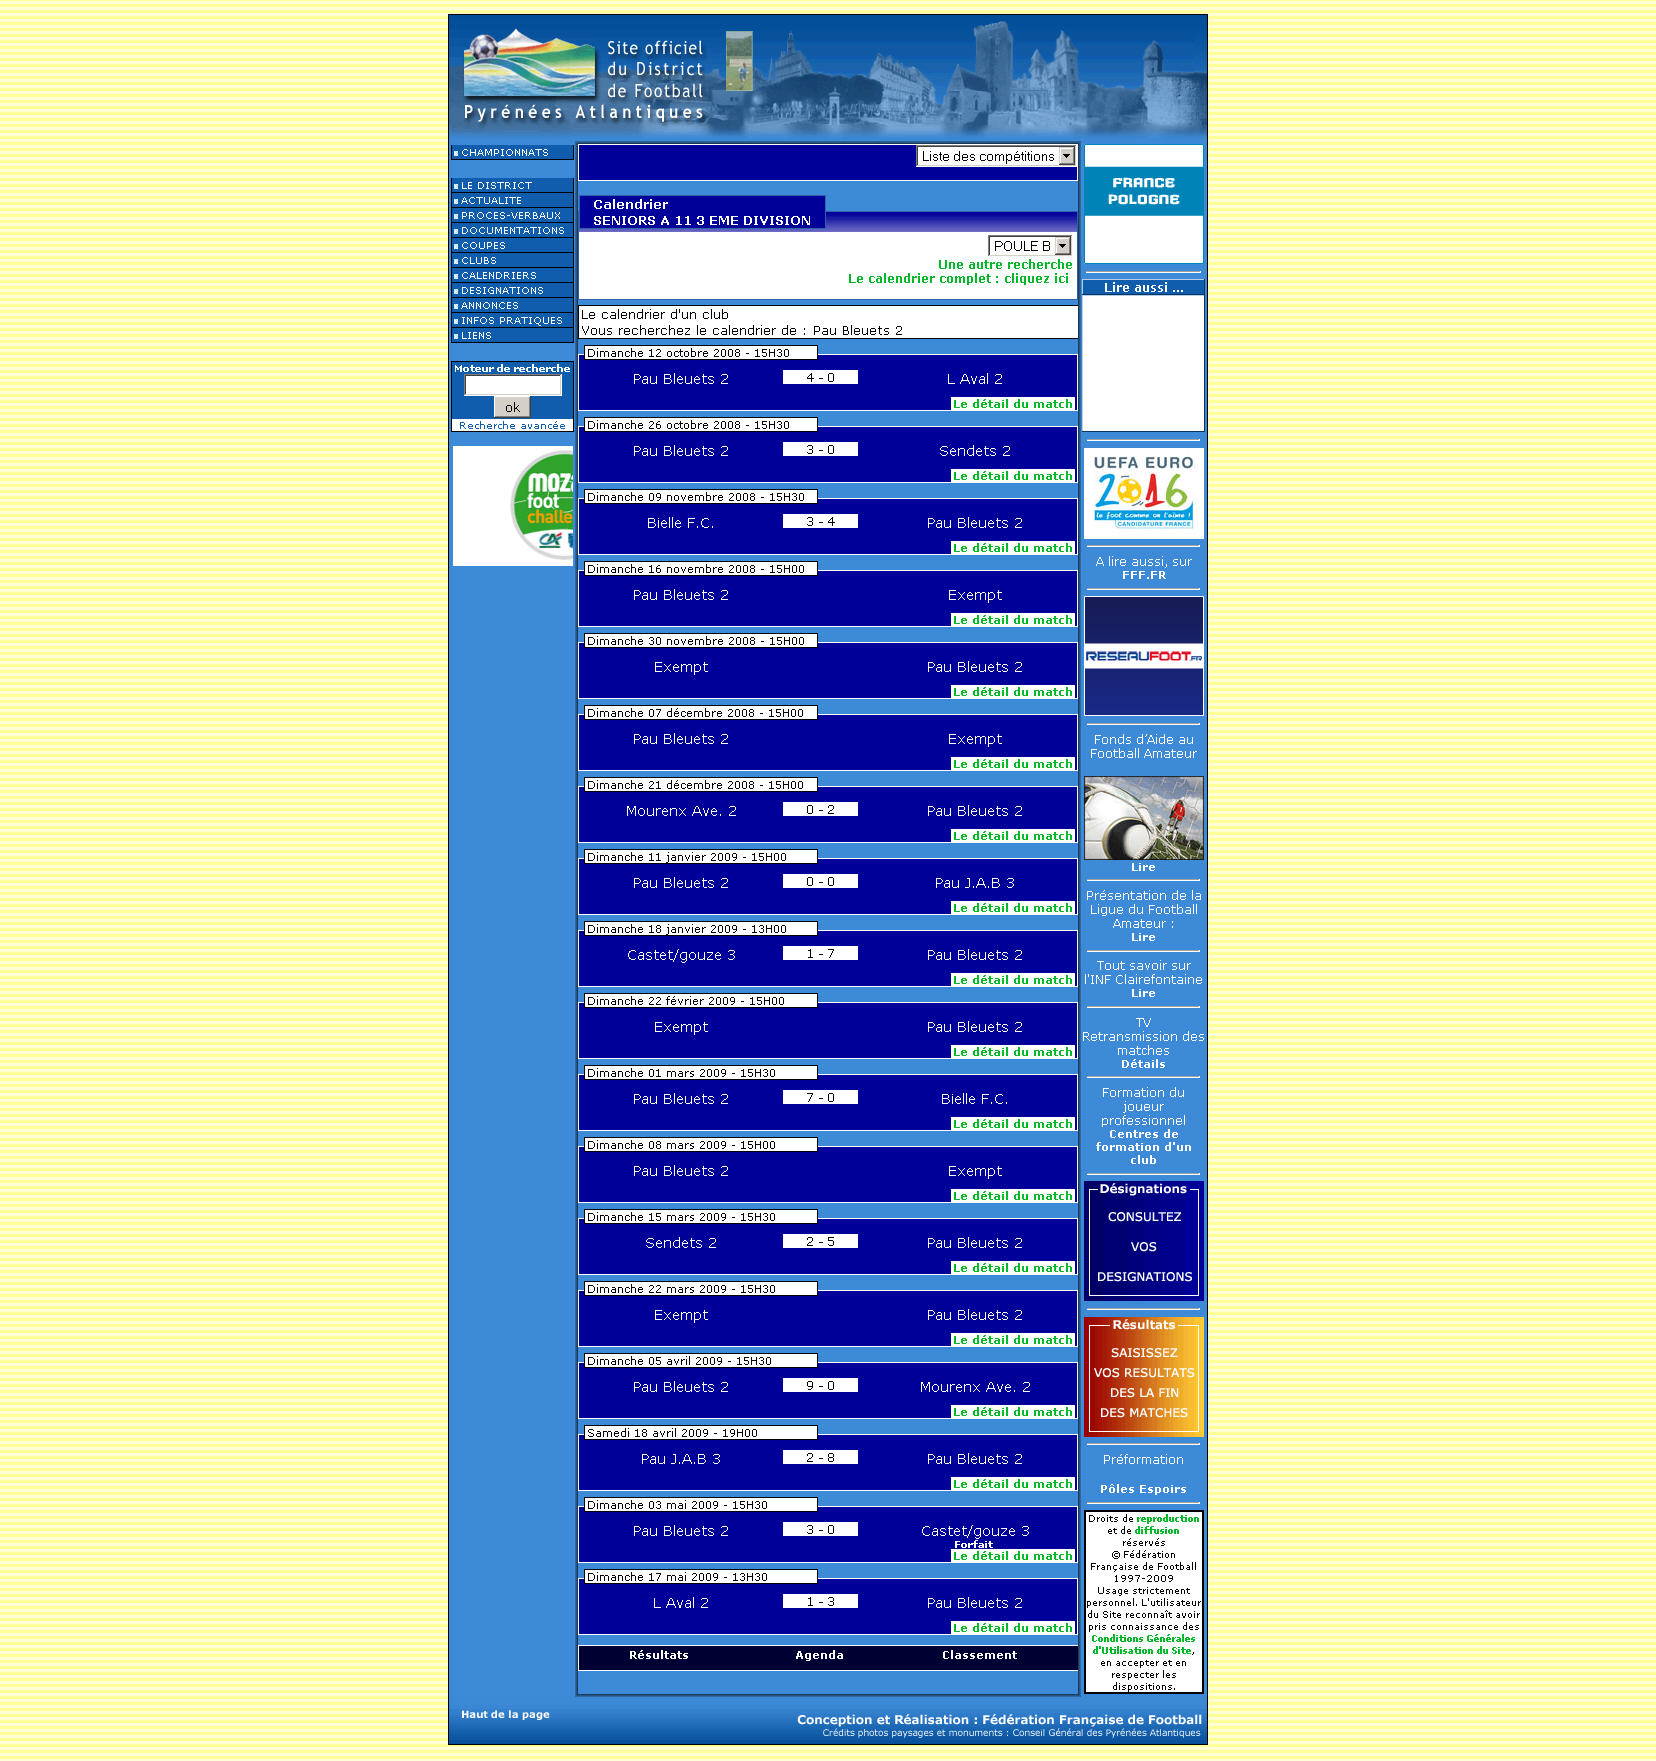 Site officiel
du District
de Football
Pyrénées Atlantiques
CHAMPIONNATS
LE DISTRICT
ACTUALITE
PROCES-VERBAUX
DOCUMENTATIONS
COUPES
CLUBS
CALENDRIERS
DESIGNATIONS
ANNONCES
INFOS PRATIQUES
LIENS
Moteur de recherche
ok
Recherche avancée
moz
foot
challe
CA
Liste des compétitions
Calendrier
SENIORS A 11 3 EME DIVISION
POULE B
Une autre recherche
Le calendrier complet : cliquez ici
Le calendrier d'un club
Vous recherchez le calendrier de : Pau Bleuets 2
Dimanche 12 octobre 2008 - 15H30
Pau Bleuets 2 4 - 0 L Aval 2
Le détail du match
Dimanche 26 octobre 2008 - 15H30
Pau Bleuets 2 3 - 0 Sendets 2
Le détail du match
Dimanche 09 novembre 2008 - 15H30
Bielle F.C. 3 - 4 Pau Bleuets 2
Le détail du match
Dimanche 16 novembre 2008 - 15H00
Pau Bleuets 2 Exempt
Le détail du match
Dimanche 30 novembre 2008 - 15H00
Exempt Pau Bleuets 2
Le détail du match
Dimanche 07 décembre 2008 - 15H00
Pau Bleuets 2 Exempt
Le détail du match
Dimanche 21 décembre 2008 - 15H00
Mourenx Ave. 2 0 - 2 Pau Bleuets 2
Le détail du match
Dimanche 11 janvier 2009 - 15H00
Pau Bleuets 2 0 - 0 Pau J.A.B 3
Le détail du match
Dimanche 18 janvier 2009 - 13H00
Castet/gouze 3 1 - 7 Pau Bleuets 2
Le détail du match
Dimanche 22 février 2009 - 15H00
Exempt Pau Bleuets 2
Le détail du match
Dimanche 01 mars 2009 - 15H30
Pau Bleuets 2 7 - 0 Bielle F.C.
Le détail du match
Dimanche 08 mars 2009 - 15H00
Pau Bleuets 2 Exempt
Le détail du match
Dimanche 15 mars 2009 - 15H30
Sendets 2 2 - 5 Pau Bleuets 2
Le détail du match
Dimanche 22 mars 2009 - 15H30
Exempt Pau Bleuets 2
Le détail du match
Dimanche 05 avril 2009 - 15H30
Pau Bleuets 2 9 - 0 Mourenx Ave. 2
Le détail du match
Samedi 18 avril 2009 - 19H00
Pau J.A.B 3 2 - 8 Pau Bleuets 2
Le détail du match
Dimanche 03 mai 2009 - 15H30
Pau Bleuets 2 3 - 0 Castet/gouze 3
Forfait
Le détail du match
Dimanche 17 mai 2009 - 13H30
L Aval 2 1 - 3 Pau Bleuets 2
Le détail du match
Résultats Agenda Classement
FRANCE
POLOGNE
Lire aussi ...
UEFA EURO
2016
le foot comme on l'aime !
CANDIDATURE FRANCE
A lire aussi, sur
FFF.FR
RESEAUFOOT.FR
Fonds d'Aide au
Football Amateur
Lire
Présentation de la
Ligue du Football
Amateur :
Lire
Tout savoir sur
l'INF Clairefontaine
Lire
TV
Retransmission des
matches
Détails
Formation du
joueur
professionnel
Centres de
formation d'un
club
Désignations
CONSULTEZ
VOS
DESIGNATIONS
Résultats
SAISISSEZ
VOS RESULTATS
DES LA FIN
DES MATCHES
Préformation
Pôles Espoirs
Droits de reproduction
et de diffusion
réservés
© Fédération
Française de Football
1997-2009
Usage strictement
personnel. L'utilisateur
du Site reconnaît avoir
pris connaissance des
Conditions Générales
d'Utilisation du Site,
en accepter et en
respecter les
dispositions.
Haut de la page
Conception et Réalisation : Fédération Française de Football
Crédits photos paysages et monuments : Conseil Général des Pyrénées Atlantiques